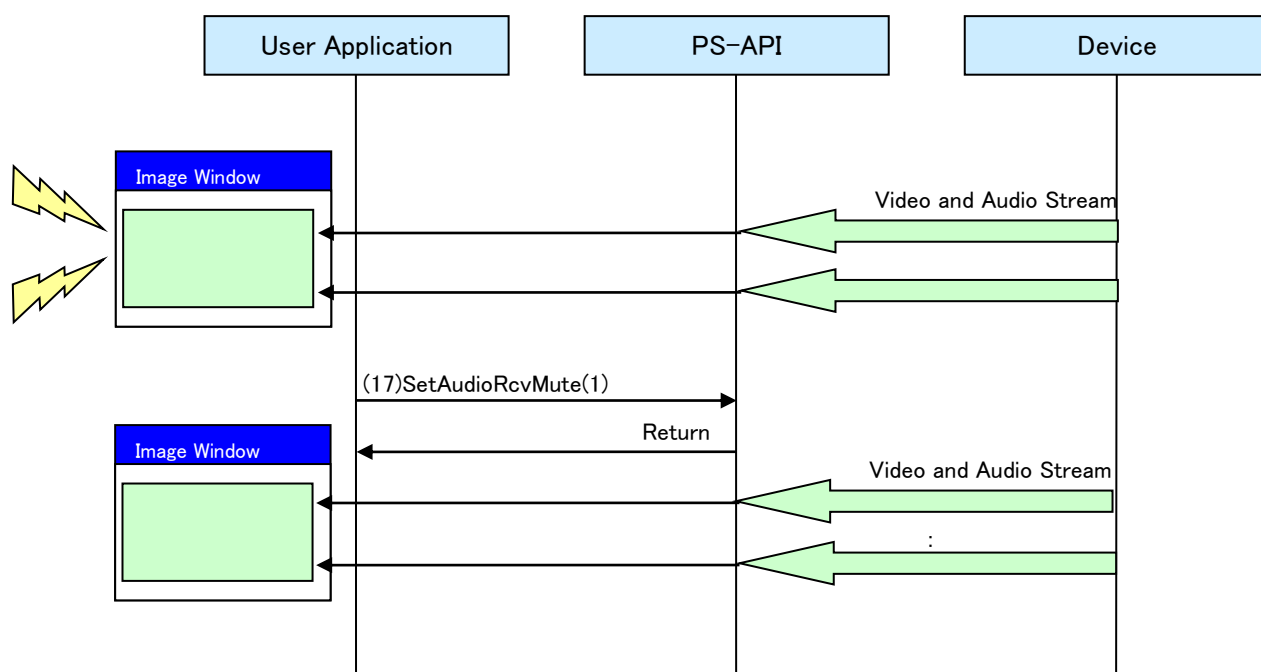 User Application
PS-API
Device
Image Window
Video and Audio Stream
(17)SetAudioRcvMute(1)
Return
Image Window
Video and Audio Stream
: